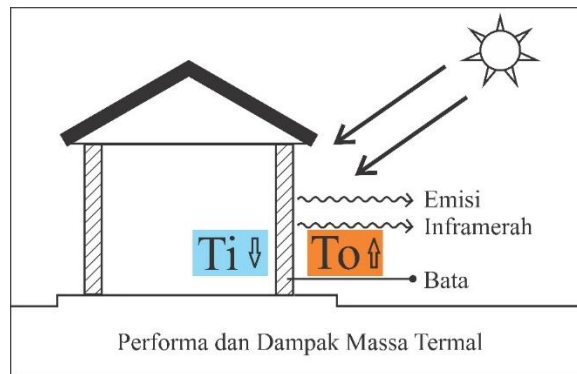 Emisi
Inframerah
Ti To
Bata
Performa dan Dampak Massa Termal